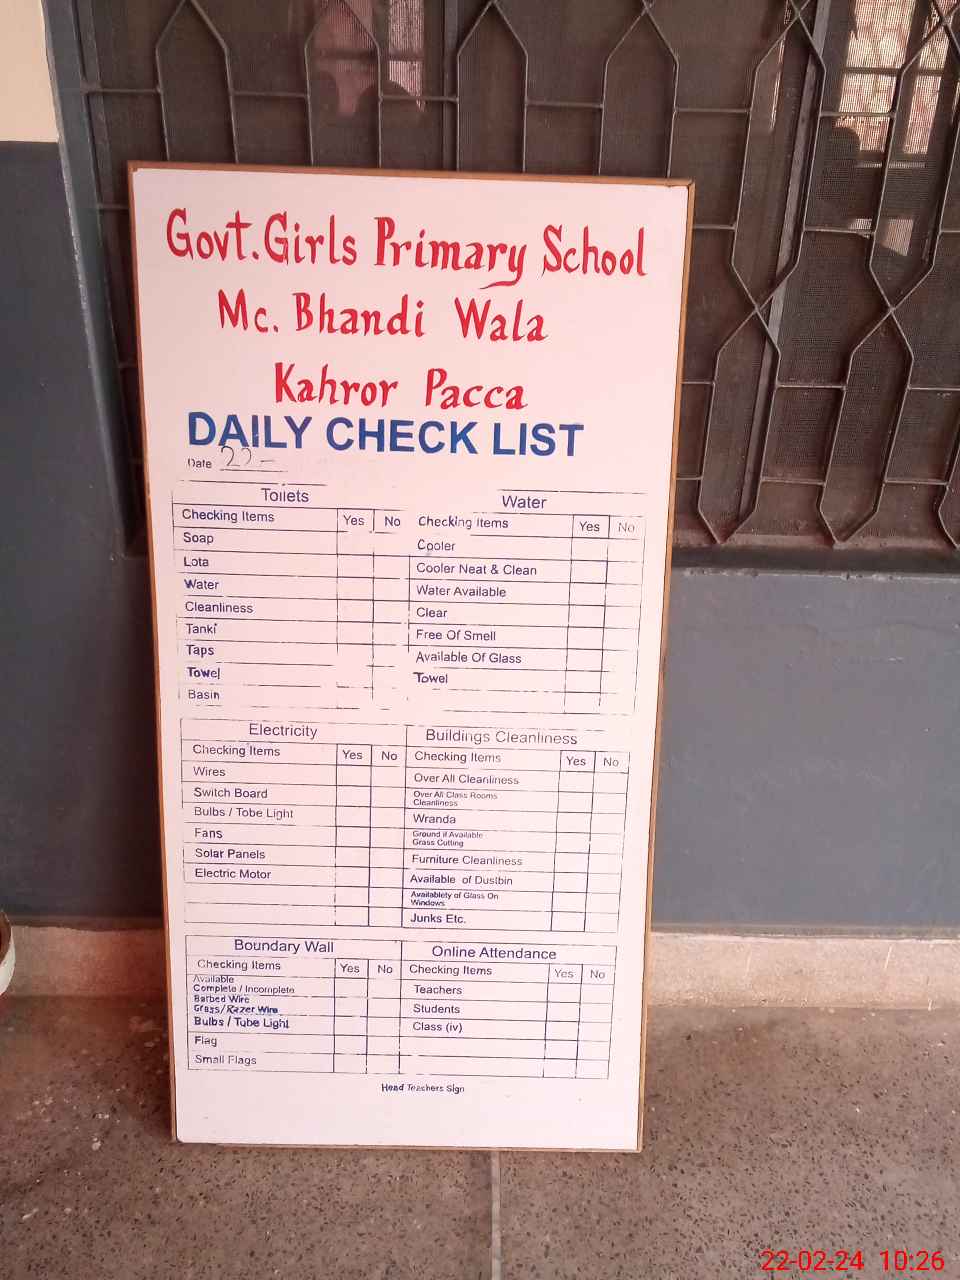 Govt. Girls Primary School
Mc. Bhandi Wala
Kahror Pacca
DAILY CHECK LIST
Date 22-
Toilets
Checking Items Yes No
Soap
Lota
Water
Cleanliness
Tanki
Taps
Towel
Basin
Water
Checking Items Yes No
Cooler
Cooler Neat & Clean
Water Available
Clear
Free Of Smell
Available Of Glass
Towel
Electricity
Checking Items Yes No
Wires
Switch Board
Bulbs / Tobe Light
Fans
Solar Panels
Electric Motor
Buildings Cleanliness
Checking Items Yes No
Over All Cleanliness
Over All Class Rooms
Cleanliness
Wranda
Ground if Available
Grass Cutting
Furniture Cleanliness
Available of Dustbin
Availablety of Glass On
Windows
Junks Etc.
Boundary Wall
Checking Items Yes No
Available
Complete / Incomplete
Barbed Wire
Grass/Razer Wire
Bulbs / Tube Light
Flag
Small Flags
Online Attendance
Checking Items Yes No
Teachers
Students
Class (iv)
Head Teachers Sign
22-02-24 10:26